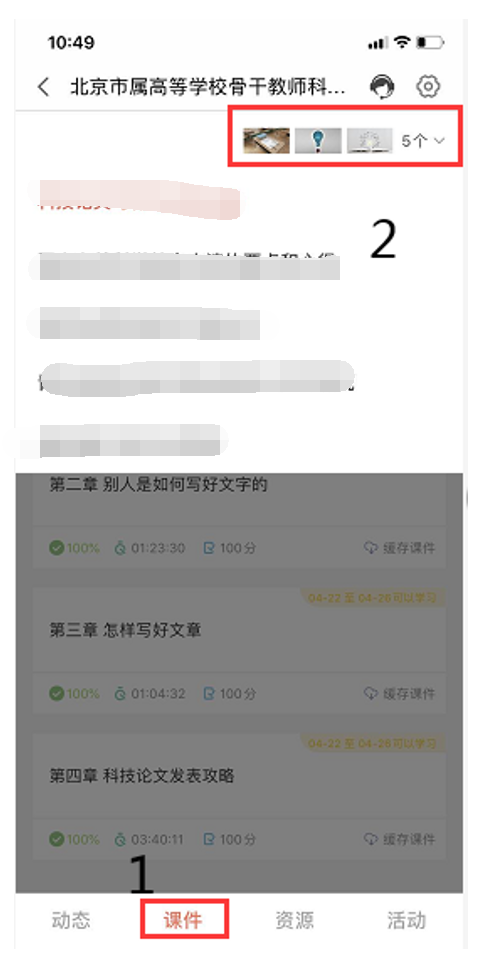 10:49
北京市属高等学校骨干教师科...
5个
2
第二章 别人是如何写好文字的
100% 01:23:30 100分 缓存课件
04-22 至 04-28可以学习
第三章 怎样写好文章
100% 01:04:32 100分 缓存课件
04-22 至 04-28可以学习
第四章 科技论文发表攻略
100% 03:40:11 100分 缓存课件
1
动态 课件 资源 活动